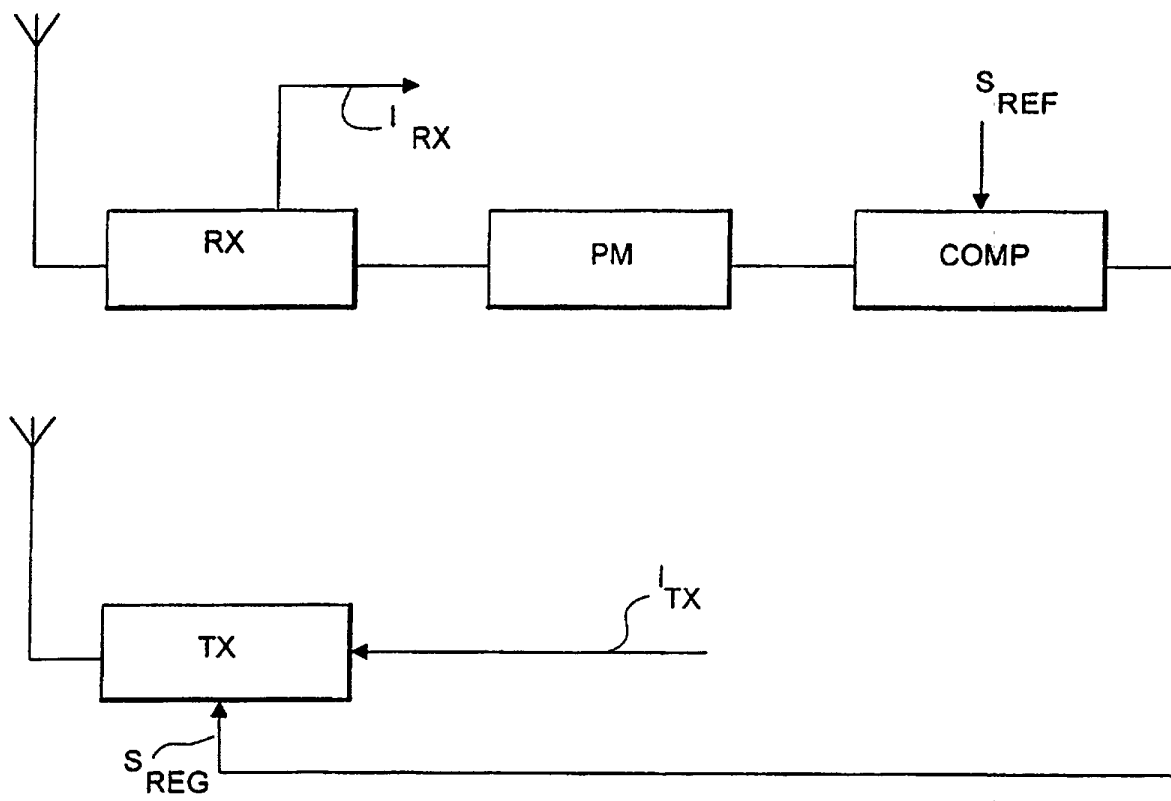 I RX
S REF
RX
PM
COMP
I TX
TX
S REG